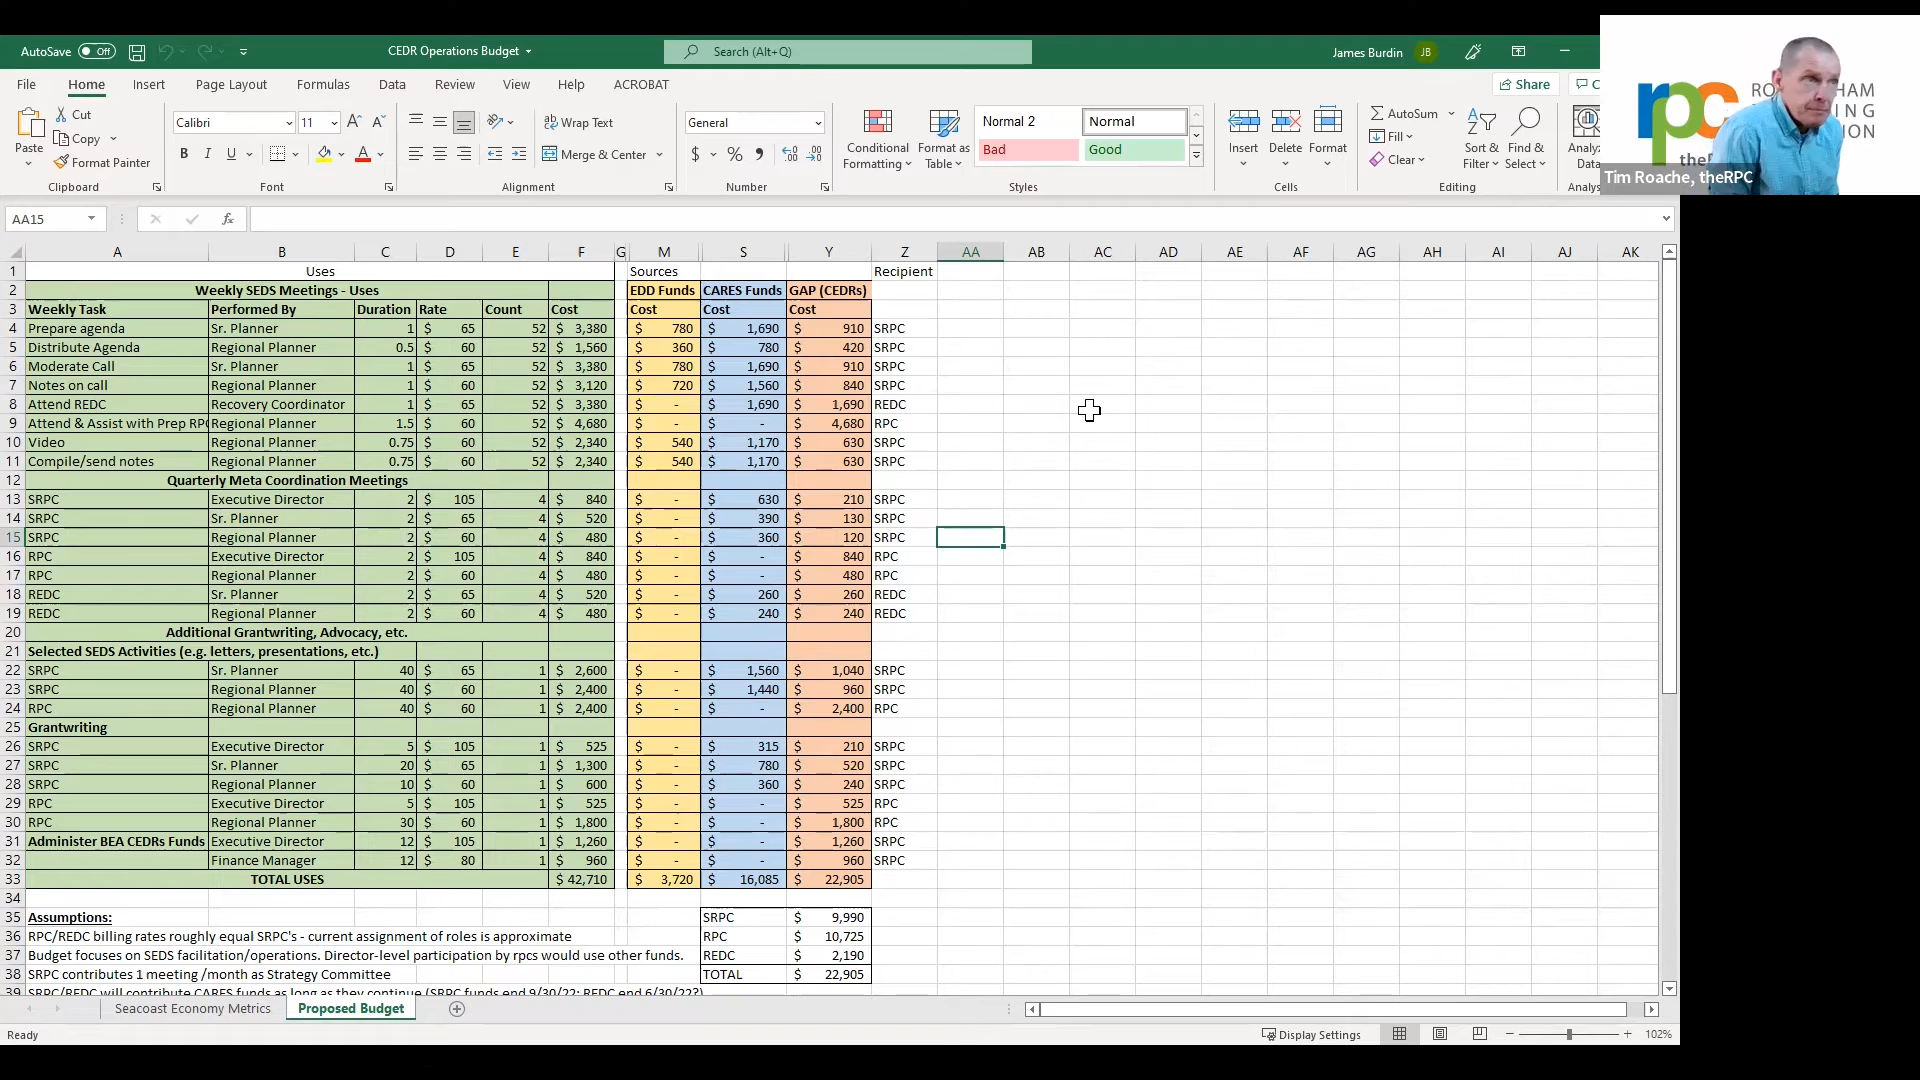 AutoSave Off
CEDR Operations Budget
Search (Alt+Q)
James Burdin JB
File Home Insert Page Layout Formulas Data Review View Help ACROBAT
Share
Paste
Cut
Copy
Format Painter
Calibri 11
B I U
Wrap Text
Merge & Center
General
$ %
Conditional Formatting
Format as Table
Normal 2 Normal
Bad Good
Insert Delete Format
AutoSum
Fill
Clear
Sort & Filter
Find & Select
Clipboard Font Alignment Number Styles Cells Editing
rpc
theR
Tim Roache, theRPC
AA15 fx
A B C D E F G M S Y Z AA AB AC AD AE AF AG AH AI AJ AK
1 Uses Sources Recipient
2 Weekly SEDS Meetings - Uses EDD Funds CARES Funds GAP (CEDRs)
3 Weekly Task Performed By Duration Rate Count Cost Cost Cost Cost
4 Prepare agenda Sr. Planner 1 $ 65 52 $ 3,380 $ 780 $ 1,690 $ 910 SRPC
5 Distribute Agenda Regional Planner 0.5 $ 60 52 $ 1,560 $ 360 $ 780 $ 420 SRPC
6 Moderate Call Sr. Planner 1 $ 65 52 $ 3,380 $ 780 $ 1,690 $ 910 SRPC
7 Notes on call Regional Planner 1 $ 60 52 $ 3,120 $ 720 $ 1,560 $ 840 SRPC
8 Attend REDC Recovery Coordinator 1 $ 65 52 $ 3,380 $ - $ 1,690 $ 1,690 REDC
9 Attend & Assist with Prep RPC Regional Planner 1.5 $ 60 52 $ 4,680 $ - $ - $ 4,680 RPC
10 Video Regional Planner 0.75 $ 60 52 $ 2,340 $ 540 $ 1,170 $ 630 SRPC
11 Compile/send notes Regional Planner 0.75 $ 60 52 $ 2,340 $ 540 $ 1,170 $ 630 SRPC
12 Quarterly Meta Coordination Meetings
13 SRPC Executive Director 2 $ 105 4 $ 840 $ - $ 630 $ 210 SRPC
14 SRPC Sr. Planner 2 $ 65 4 $ 520 $ - $ 390 $ 130 SRPC
15 SRPC Regional Planner 2 $ 60 4 $ 480 $ - $ 360 $ 120 SRPC
16 RPC Executive Director 2 $ 105 4 $ 840 $ - $ - $ 840 RPC
17 RPC Regional Planner 2 $ 60 4 $ 480 $ - $ - $ 480 RPC
18 REDC Sr. Planner 2 $ 65 4 $ 520 $ - $ 260 $ 260 REDC
19 REDC Regional Planner 2 $ 60 4 $ 480 $ - $ 240 $ 240 REDC
20 Additional Grantwriting, Advocacy, etc.
21 Selected SEDS Activities (e.g. letters, presentations, etc.)
22 SRPC Sr. Planner 40 $ 65 1 $ 2,600 $ - $ 1,560 $ 1,040 SRPC
23 SRPC Regional Planner 40 $ 60 1 $ 2,400 $ - $ 1,440 $ 960 SRPC
24 RPC Regional Planner 40 $ 60 1 $ 2,400 $ - $ - $ 2,400 RPC
25 Grantwriting
26 SRPC Executive Director 5 $ 105 1 $ 525 $ - $ 315 $ 210 SRPC
27 SRPC Sr. Planner 20 $ 65 1 $ 1,300 $ - $ 780 $ 520 SRPC
28 SRPC Regional Planner 10 $ 60 1 $ 600 $ - $ 360 $ 240 SRPC
29 RPC Executive Director 5 $ 105 1 $ 525 $ - $ - $ 525 RPC
30 RPC Regional Planner 30 $ 60 1 $ 1,800 $ - $ - $ 1,800 RPC
31 Administer BEA CEDRs Funds Executive Director 12 $ 105 1 $ 1,260 $ - $ - $ 1,260 SRPC
32 Finance Manager 12 $ 80 1 $ 960 $ - $ - $ 960 SRPC
33 TOTAL USES $ 42,710 $ 3,720 $ 16,085 $ 22,905
34
35 Assumptions: SRPC $ 9,990
36 RPC/REDC billing rates roughly equal SRPC's - current assignment of roles is approximate RPC $ 10,725
37 Budget focuses on SEDS facilitation/operations. Director-level participation by rpcs would use other funds. REDC $ 2,190
38 SRPC contributes 1 meeting /month as Strategy Committee TOTAL $ 22,905
39 SRPC/REDC will contribute CARES funds as long as they continue (SRPC funds end 9/30/22; REDC end 6/30/22?)
Seacoast Economy Metrics Proposed Budget
Ready Display Settings 102%